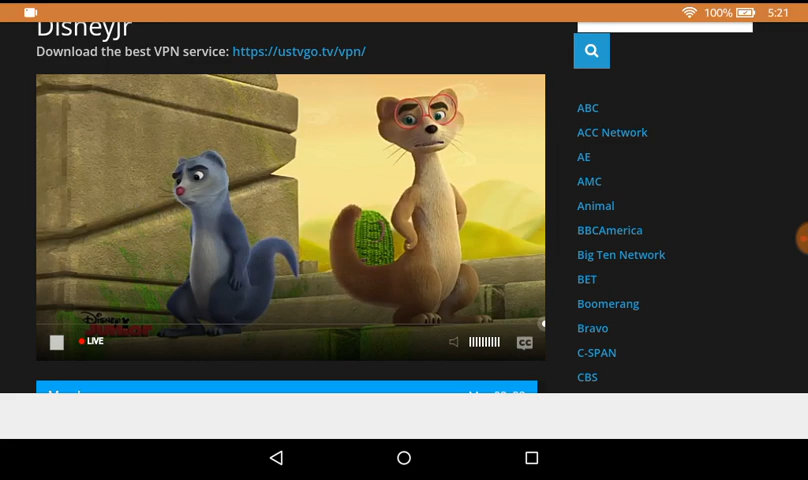 100% 5:21
DisneyJr
Download the best VPN service: https://ustvgo.tv/vpn/
DISNEY
JUNIOR
LIVE
CC
ABC
ACC Network
AE
AMC
Animal
BBCAmerica
Big Ten Network
BET
Boomerang
Bravo
C-SPAN
CBS